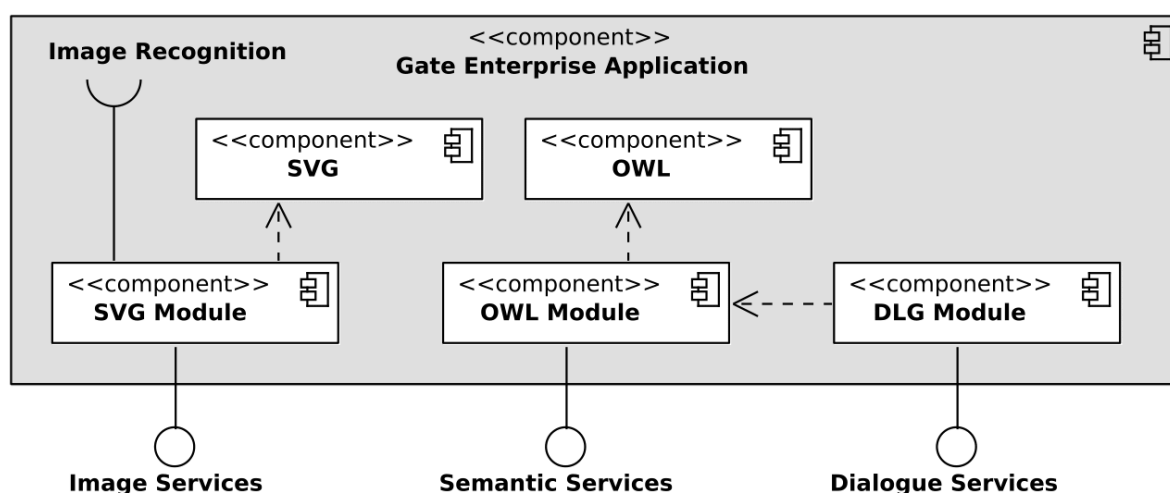 <<component>>
Gate Enterprise Application
Image Recognition
<<component>>
SVG
<<component>>
OWL
<<component>>
SVG Module
<<component>>
OWL Module
<<component>>
DLG Module
Image Services
Semantic Services
Dialogue Services